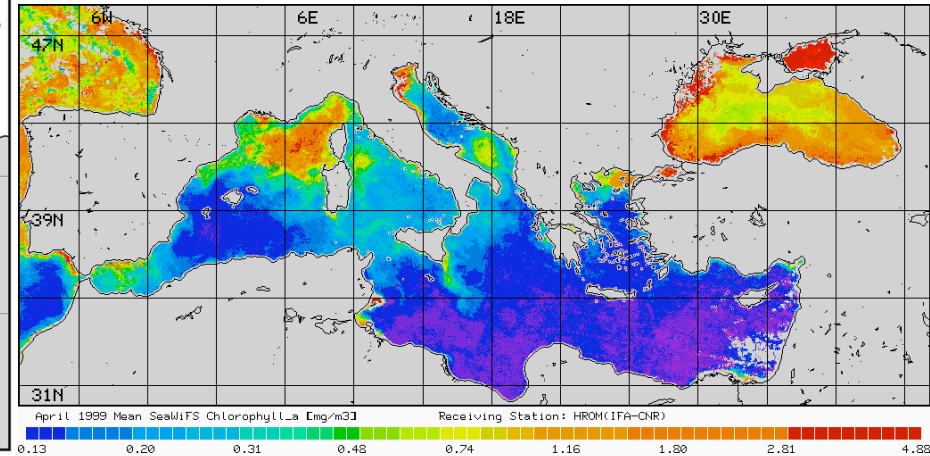 6W 6E 18E 30E
47N
39N
31N
April 1999 Mean SeaWiFS Chlorophyll_a [mg/m3] Receiving Station: HROM(IFA-CNR)
0.13 0.20 0.31 0.48 0.74 1.16 1.80 2.81 4.88